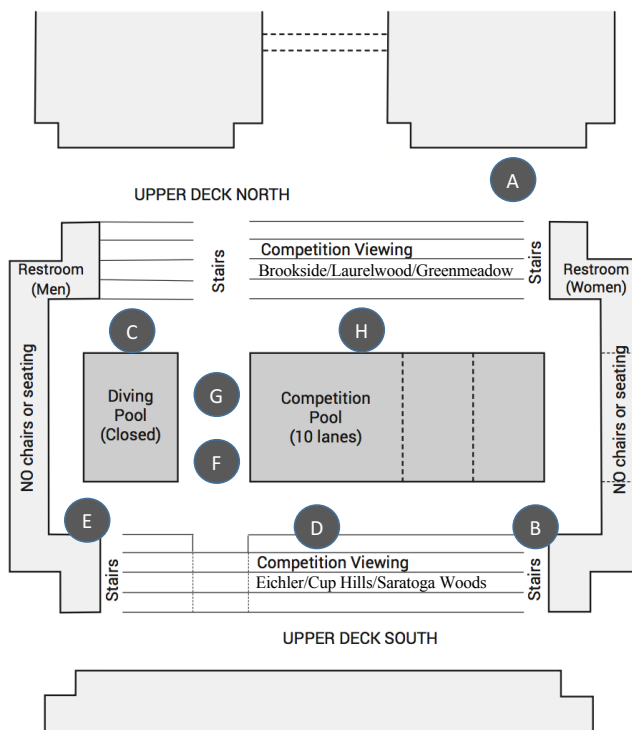 A
UPPER DECK NORTH
Stairs
Competition Viewing
Brookside/Laurelwood/Greenmeadow
Stairs
Restroom
(Men)
Restroom
(Women)
C
H
NO chairs or seating
Diving
Pool
(Closed)
G
F
Competition
Pool
(10 lanes)
NO chairs or seating
E
D
B
Stairs
Competition Viewing
Eichler/Cup Hills/Saratoga Woods
Stairs
UPPER DECK SOUTH